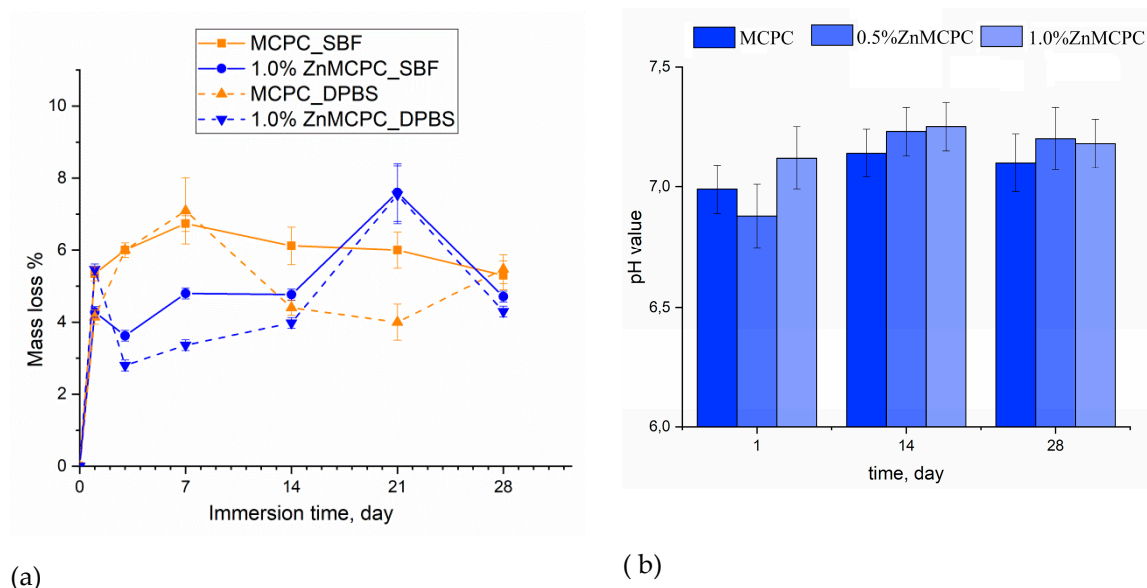 MCPC_SBF
1.0% ZnMCPC_SBF
MCPC_DPBS
1.0% ZnMCPC_DPBS
10
8
6
4
2
0
Mass loss %
0 7 14 21 28
Immersion time, day
(a)
MCPC 0.5%ZnMCPC 1.0%ZnMCPC
7,5
7,0
6,5
6,0
pH value
1 14 28
time, day
( b)